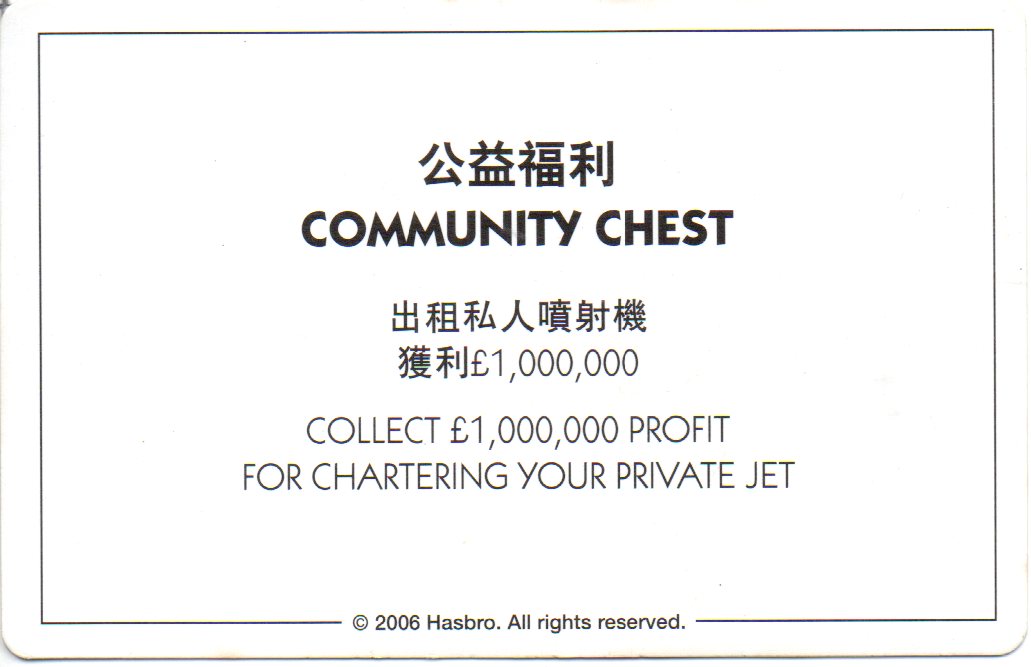 公益福利
COMMUNITY CHEST
出租私人噴射機
獲利£1,000,000
COLLECT £1,000,000 PROFIT
FOR CHARTERING YOUR PRIVATE JET
© 2006 Hasbro. All rights reserved.